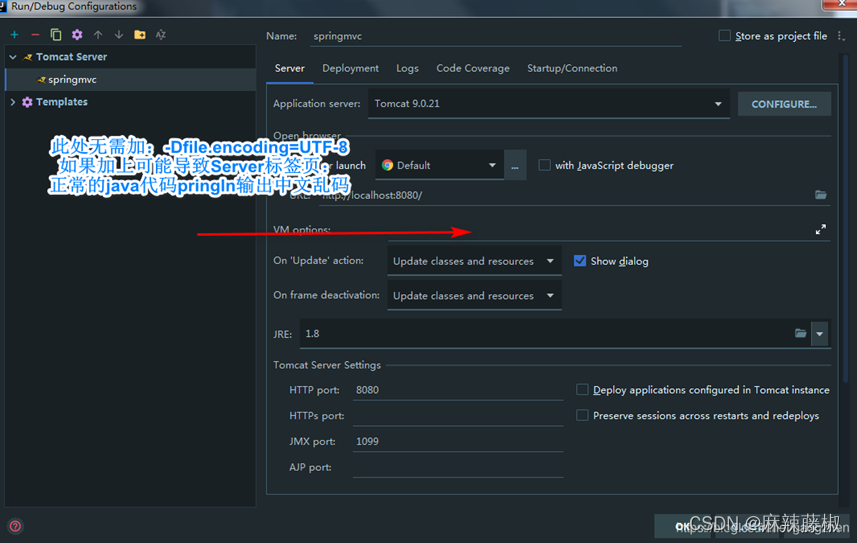 Run/Debug Configurations
Name: springmvc
Store as project file
Tomcat Server
springmvc
Templates
Server Deployment Logs Code Coverage Startup/Connection
Application server: Tomcat 9.0.21 CONFIGURE...
Open browser
此处无需加：-Dfile.encoding=UTF-8
如果加上可能导致Server标签页，
正常的java代码pringln输出中文乱码
launch Default ... with JavaScript debugger
URL: http://localhost:8080/
VM options:
On 'Update' action: Update classes and resources Show dialog
On frame deactivation: Update classes and resources
JRE: 1.8
Tomcat Server Settings
HTTP port: 8080 Deploy applications configured in Tomcat instance
HTTPs port: Preserve sessions across restarts and redeploys
JMX port: 1099
AJP port:
OK
CSDN @麻辣藤椒